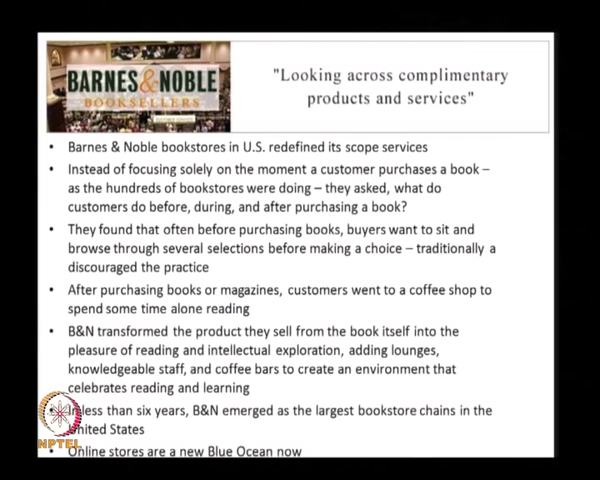 BARNES & NOBLE
BOOKSELLERS
"Looking across complimentary
products and services"
• Barnes & Noble bookstores in U.S. redefined its scope services
• Instead of focusing solely on the moment a customer purchases a book –
as the hundreds of bookstores were doing – they asked, what do
customers do before, during, and after purchasing a book?
• They found that often before purchasing books, buyers want to sit and
browse through several selections before making a choice – traditionally a
discouraged the practice
• After purchasing books or magazines, customers went to a coffee shop to
spend some time alone reading
• B&N transformed the product they sell from the book itself into the
pleasure of reading and intellectual exploration, adding lounges,
knowledgeable staff, and coffee bars to create an environment that
celebrates reading and learning
• In less than six years, B&N emerged as the largest bookstore chains in the
United States
• Online stores are a new Blue Ocean now
NPTEL